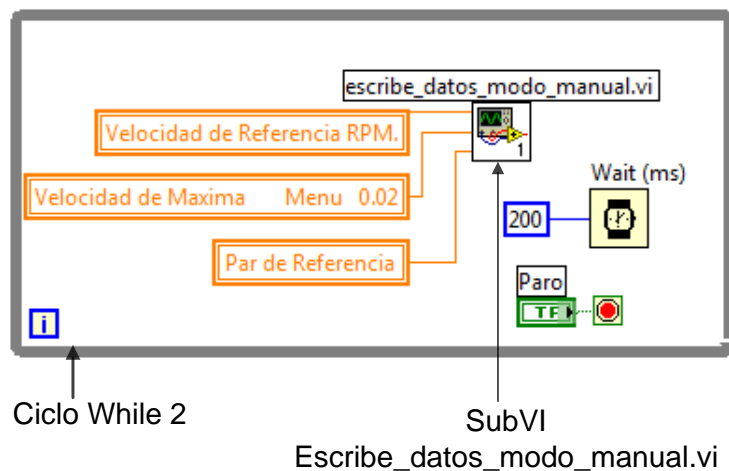 escribe_datos_modo_manual.vi
Velocidad de Referencia RPM.
1
Velocidad de Maxima Menu 0.02
Wait (ms)
200
Par de Referencia
Paro
TF
i
Ciclo While 2
SubVI
Escribe_datos_modo_manual.vi